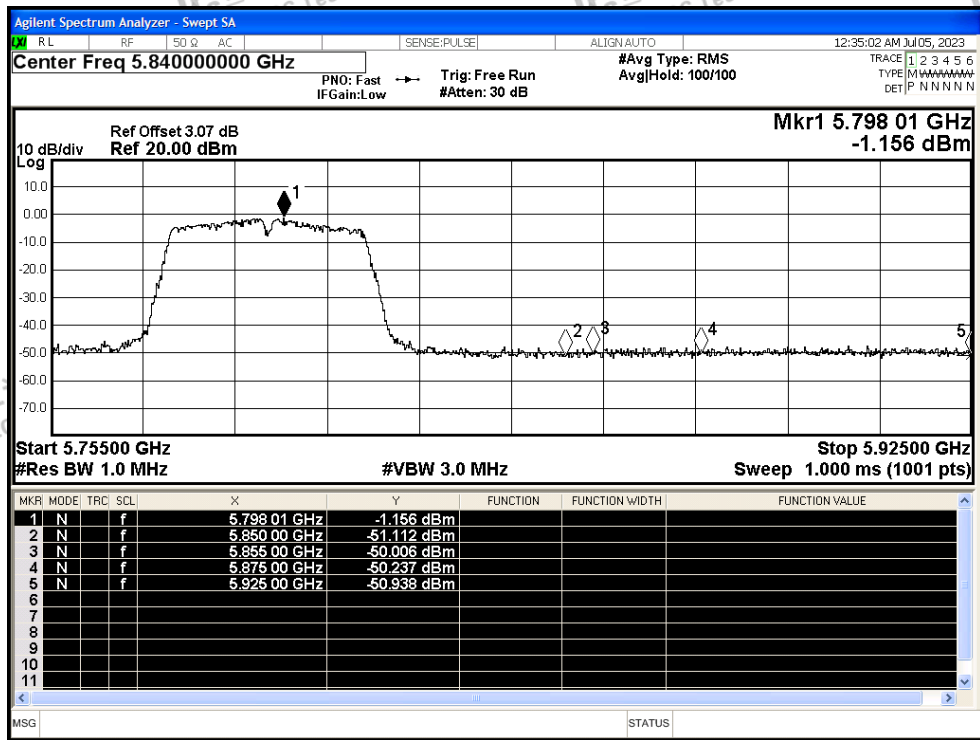 Agilent Spectrum Analyzer - Swept SA
LXI RL RF 50 Ω AC SENSE:PULSE ALIGN AUTO 12:35:02 AM Jul 05, 2023
Center Freq 5.840000000 GHz #Avg Type: RMS TRACE 1 2 3 4 5 6
PNO: Fast Trig: Free Run Avg|Hold: 100/100 TYPE M
IFGain:Low #Atten: 30 dB DET P N N N N N
Mkr1 5.798 01 GHz
-1.156 dBm
Ref Offset 3.07 dB
10 dB/div Ref 20.00 dBm
Log
10.0
0.00
-10.0
-20.0
-30.0
-40.0
-50.0
-60.0
-70.0
1
2 3 4 5
Start 5.75500 GHz Stop 5.92500 GHz
#Res BW 1.0 MHz #VBW 3.0 MHz Sweep 1.000 ms (1001 pts)
MKR MODE TRC SCL X Y FUNCTION FUNCTION WIDTH FUNCTION VALUE
1 N f 5.798 01 GHz -1.156 dBm
2 N f 5.850 00 GHz -51.112 dBm
3 N f 5.855 00 GHz -50.006 dBm
4 N f 5.875 00 GHz -50.237 dBm
5 N f 5.925 00 GHz -50.938 dBm
6
7
8
9
10
11
MSG STATUS